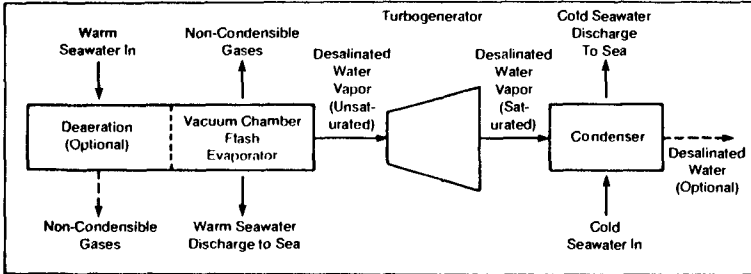 Turbogenerator
Warm
Seawater In
Non-Condensible
Gases
Desalinated
Water
Vapor
(Unsat-
urated)
Desalinated
Water
Vapor
(Sat-
urated)
Cold Seawater
Discharge
To Sea
Deaeration
(Optional)
Vacuum Chamber
Flash
Evaporator
Condenser
Desalinated
Water
(Optional)
Non-Condensible
Gases
Warm Seawater
Discharge to Sea
Cold
Seawater In